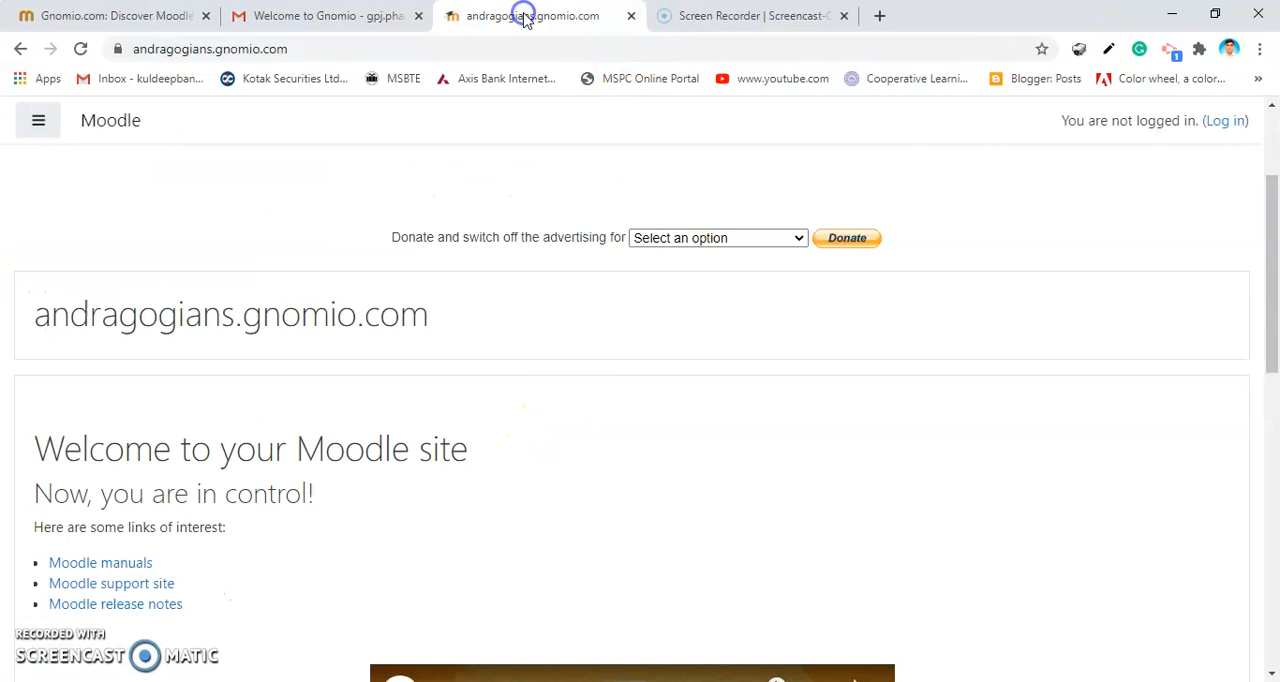 Gnomio.com: Discover Moodle
Welcome to Gnomio - gpj.pha
andragogians.gnomio.com
Screen Recorder | Screencast-O
andragogians.gnomio.com
Apps
Inbox - kuldeepban...
Kotak Securities Ltd...
MSBTE
Axis Bank Internet...
MSPC Online Portal
www.youtube.com
Cooperative Learni...
Blogger: Posts
Color wheel, a color...
»
1
Moodle
You are not logged in. (Log in)
Donate and switch off the advertising for
Select an option
Donate
andragogians.gnomio.com
Welcome to your Moodle site
Now, you are in control!
Here are some links of interest:
Moodle manuals
Moodle support site
Moodle release notes
RECORDED WITH
SCREENCAST MATIC